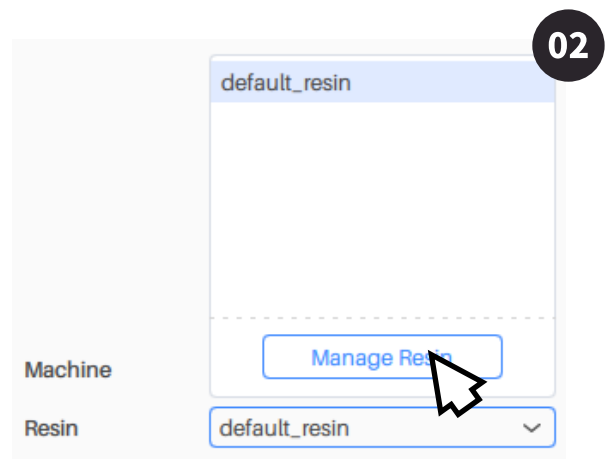 02
default_resin
Manage Resin
Machine
Resin
default_resin